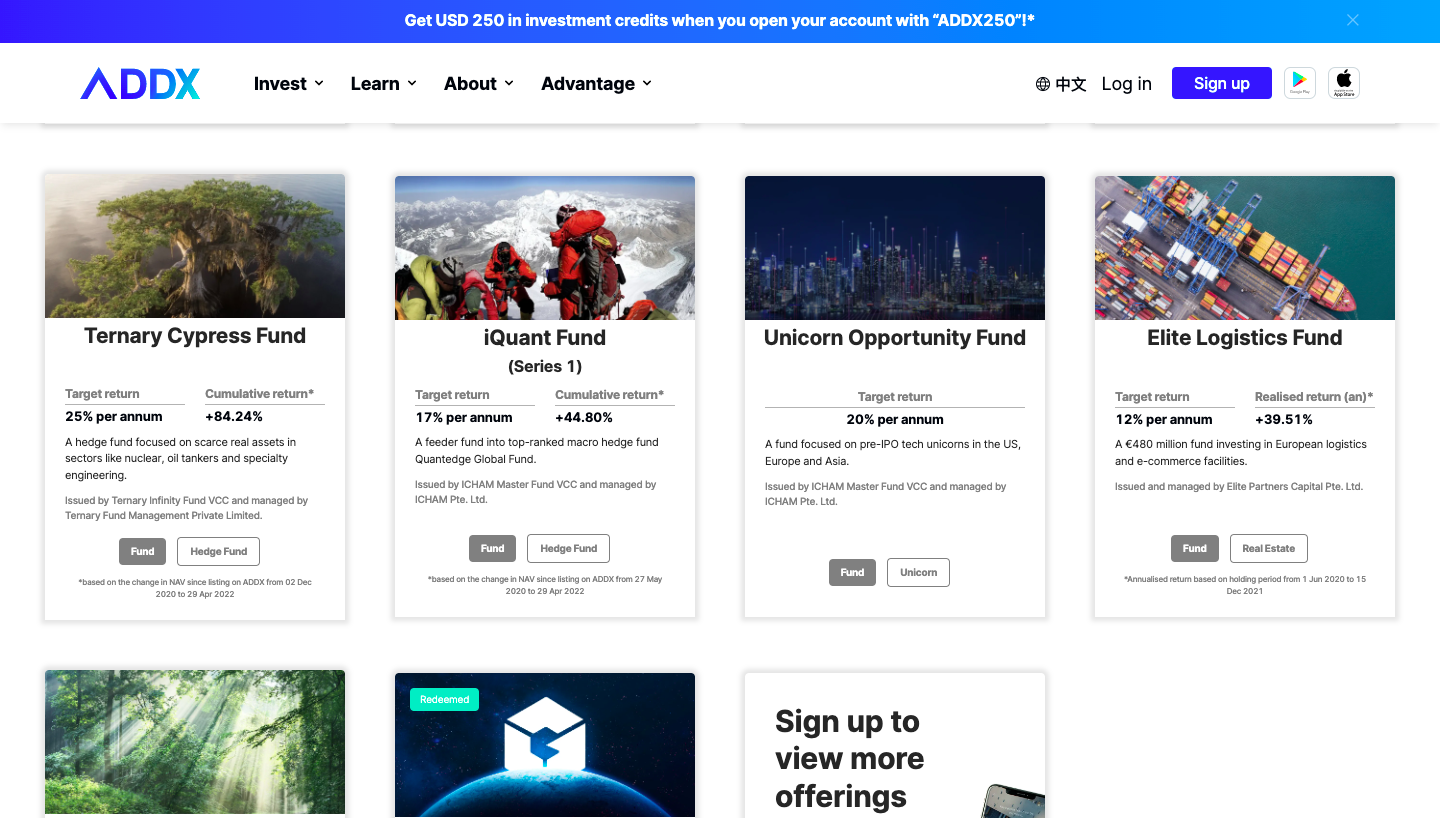 Get USD 250 in investment credits when you open your account with “ADDX250”!*
ADDX
Invest
Learn
About
Advantage
中文
Log in
Sign up
Google Play
App Store
Ternary Cypress Fund
Target return
Cumulative return*
25% per annum
+84.24%
A hedge fund focused on scarce real assets in
sectors like nuclear, oil tankers and specialty
engineering.
Issued by Ternary Infinity Fund VCC and managed by
Ternary Fund Management Private Limited.
Fund
Hedge Fund
*based on the change in NAV since listing on ADDX from 02 Dec
2020 to 29 Apr 2022
iQuant Fund
(Series 1)
Target return
Cumulative return*
17% per annum
+44.80%
A feeder fund into top-ranked macro hedge fund
Quantedge Global Fund.
Issued by ICHAM Master Fund VCC and managed by
ICHAM Pte. Ltd.
Fund
Hedge Fund
*based on the change in NAV since listing on ADDX from 27 May
2020 to 29 Apr 2022
Unicorn Opportunity Fund
Target return
20% per annum
A fund focused on pre-IPO tech unicorns in the US,
Europe and Asia.
Issued by ICHAM Master Fund VCC and managed by
ICHAM Pte. Ltd.
Fund
Unicorn
Elite Logistics Fund
Target return
Realised return (an)*
12% per annum
+39.51%
A €480 million fund investing in European logistics
and e-commerce facilities.
Issued and managed by Elite Partners Capital Pte. Ltd.
Fund
Real Estate
*Annualised return based on holding period from 1 Jun 2020 to 15
Dec 2021
Redeemed
Sign up to
view more
offerings